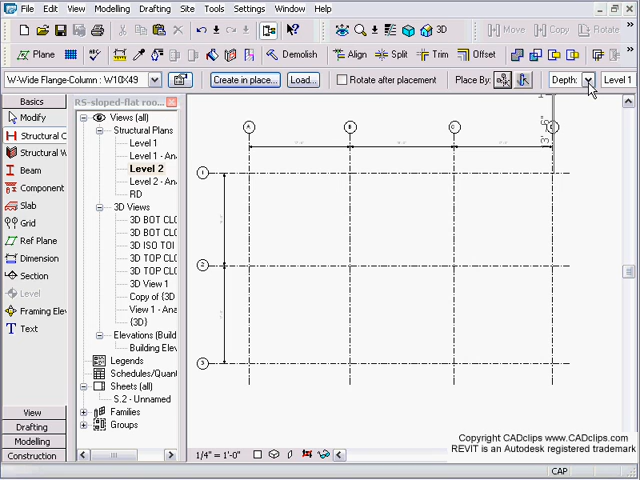 File Edit View Modelling Drafting Site Tools Settings Window Help
3D Move Copy Rotate
Plane Demolish Align Split Trim Offset
W-Wide Flange-Column : W10X49 Create in place... Load... Rotate after placement Place By: Depth: Level 1
Basics
Modify
Structural C
Structural W
Beam
Component
Slab
Grid
Ref Plane
Dimension
Section
Level
Framing Elev
Text
View
Drafting
Modelling
Construction
RS-sloped-flat roo...
Views (all)
Structural Plans
Level 1
Level 1 - Ana
Level 2
Level 2 - Ana
RD
3D Views
3D BOT CLO
3D BOT CLO
3D ISO TOI
3D TOP CLO
3D TOP CLO
3D View 1
Copy of {3D
View 1 - Ana
{3D}
Elevations (Build
Building Elev
Legends
Schedules/Quant
Sheets (all)
S.2 - Unnamed
Families
Groups
A B C
13' - 6"
1
2
3
1/4" = 1'-0"
Copyright CADclips www.CADclips.com
REVIT is an Autodesk registered trademark
CAP